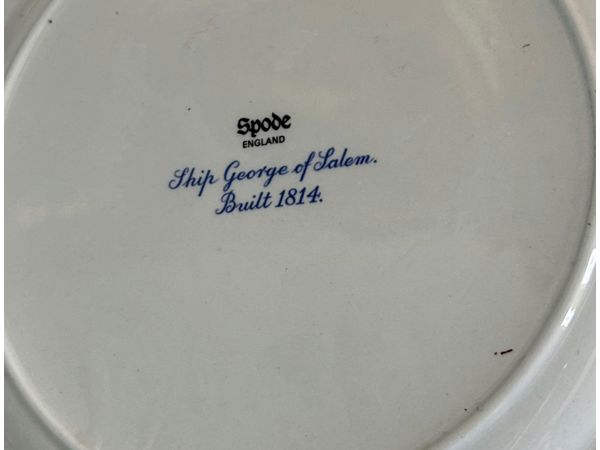 Spode
ENGLAND
Ship George of Salem.
Built 1814.